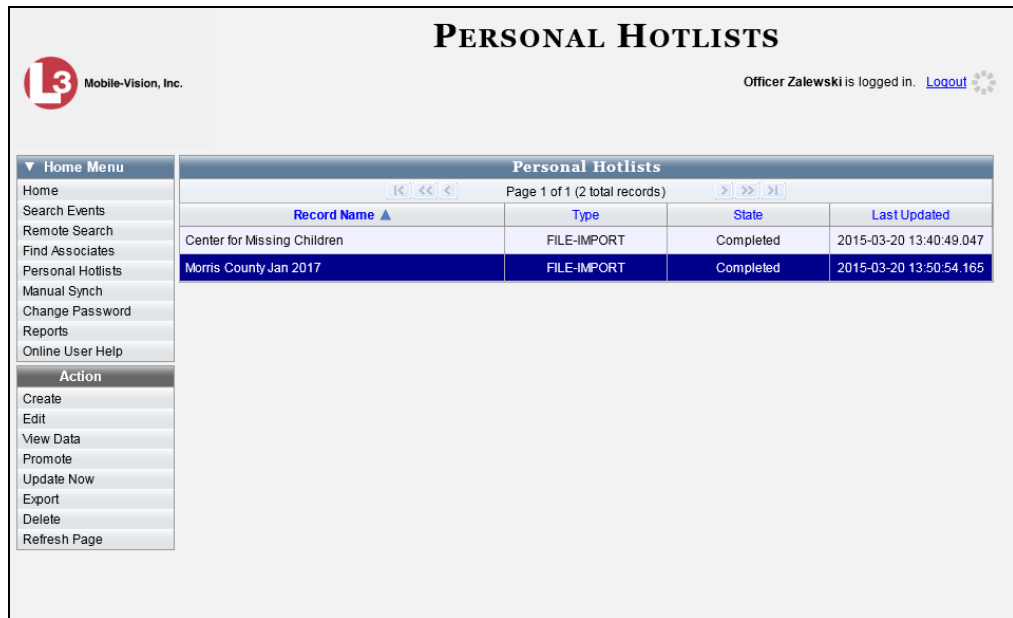 PERSONAL HOTLISTS
L3 Mobile-Vision, Inc.
Officer Zalewski is logged in. Logout
▼ Home Menu
Home
Search Events
Remote Search
Find Associates
Personal Hotlists
Manual Synch
Change Password
Reports
Online User Help
Action
Create
Edit
View Data
Promote
Update Now
Export
Delete
Refresh Page
Personal Hotlists
|< << < Page 1 of 1 (2 total records) > >> >|
Record Name ▲ Type State Last Updated
Center for Missing Children FILE-IMPORT Completed 2015-03-20 13:40:49.047
Morris County Jan 2017 FILE-IMPORT Completed 2015-03-20 13:50:54.165